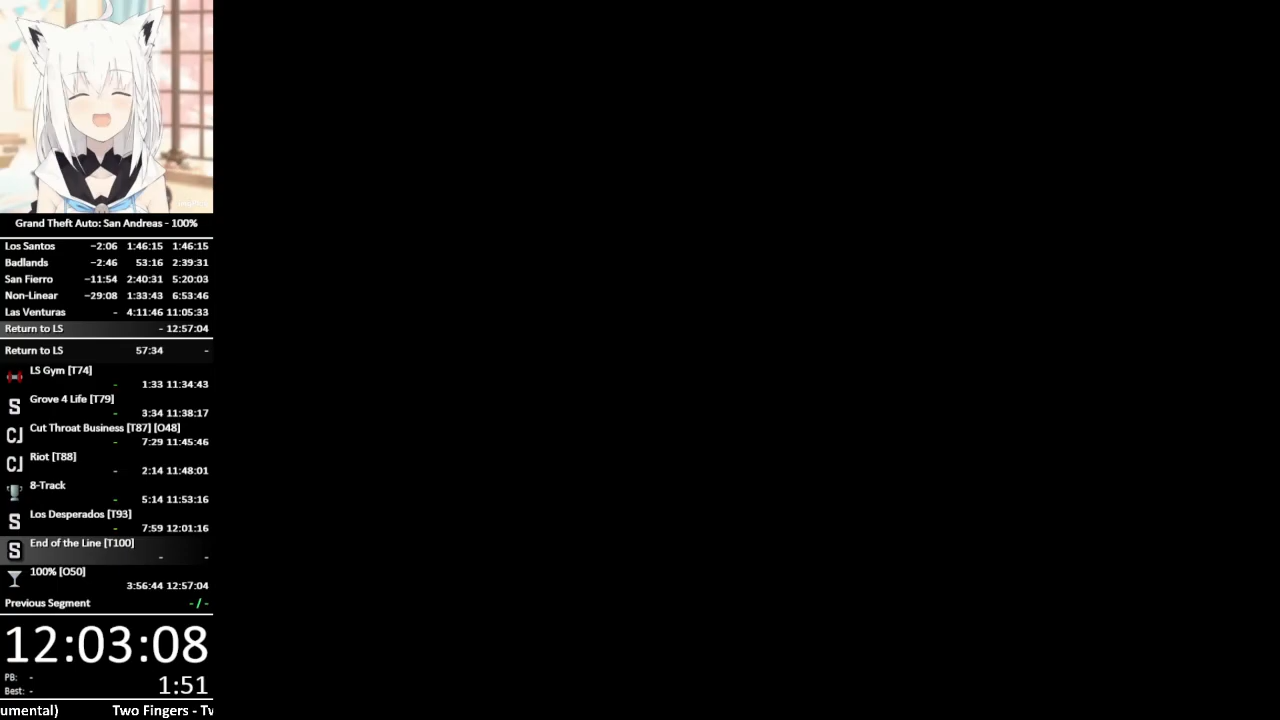 Grand Theft Auto: San Andreas - 100%
Los Santos −2:06 1:46:15 1:46:15
Badlands −2:46 53:16 2:39:31
San Fierro −11:54 2:40:31 5:20:03
Non-Linear −29:08 1:33:43 6:53:46
Las Venturas - 4:11:46 11:05:33
Return to LS - 12:57:04
Return to LS 57:34 -
LS Gym [T74]
- 1:33 11:34:43
S Grove 4 Life [T79]
- 3:34 11:38:17
CJ Cut Throat Business [T87] [O48]
- 7:29 11:45:46
CJ Riot [T88]
- 2:14 11:48:01
8-Track
- 5:14 11:53:16
S Los Desperados [T93]
- 7:59 12:01:16
S End of the Line [T100]
- -
100% [O50]
3:56:44 12:57:04
Previous Segment - / -
12:03:08
PB: -
Best: - 1:51
umental) Two Fingers - Tv